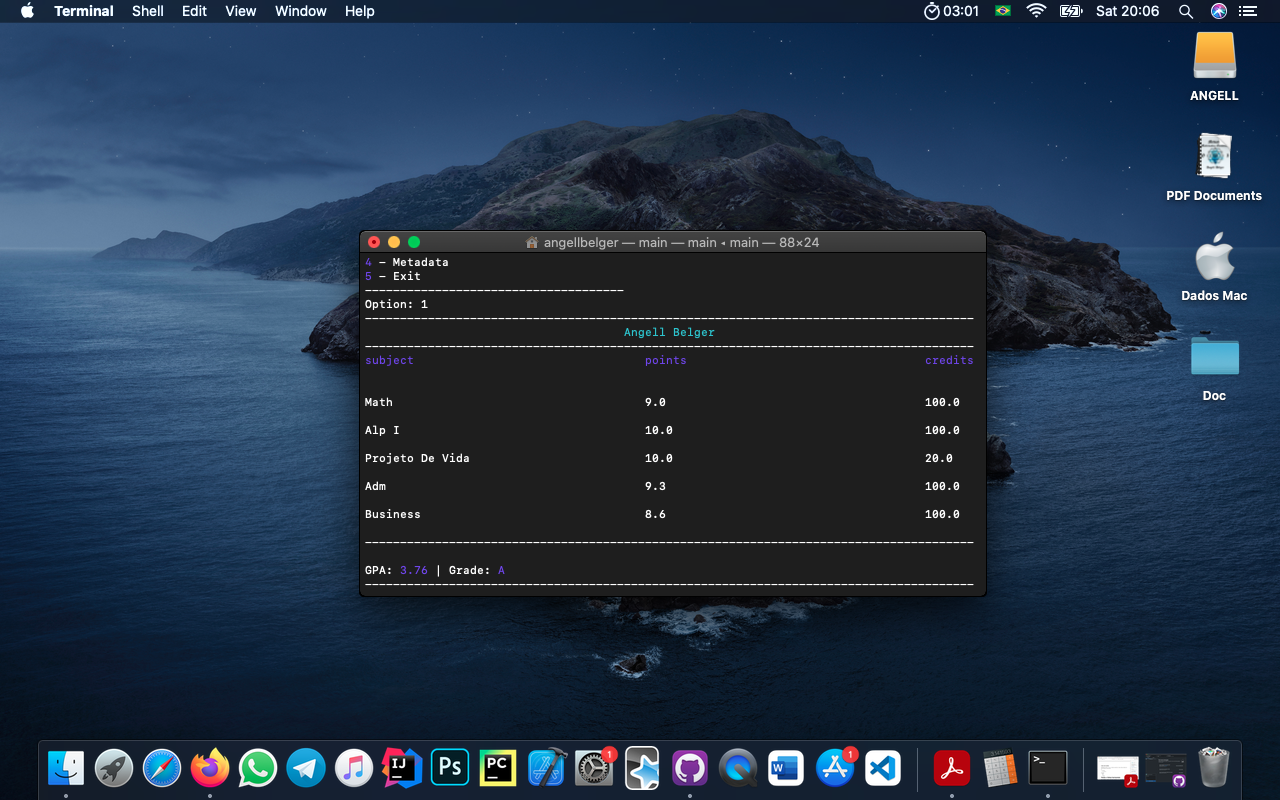 Terminal Shell Edit View Window Help 03:01 Sat 20:06
ANGELL
PDF Documents
Dados Mac
Doc
angellbelger — main — main ◂ main — 88×24
4 - Metadata
5 - Exit
-------------------------------------
Option: 1
---------------------------------------------------------------------------------------
Angell Belger
---------------------------------------------------------------------------------------
subject points credits
Math 9.0 100.0
Alp I 10.0 100.0
Projeto De Vida 10.0 20.0
Adm 9.3 100.0
Business 8.6 100.0
---------------------------------------------------------------------------------------
GPA: 3.76 | Grade: A
---------------------------------------------------------------------------------------
IJ Ps PC 1 W 1 >_